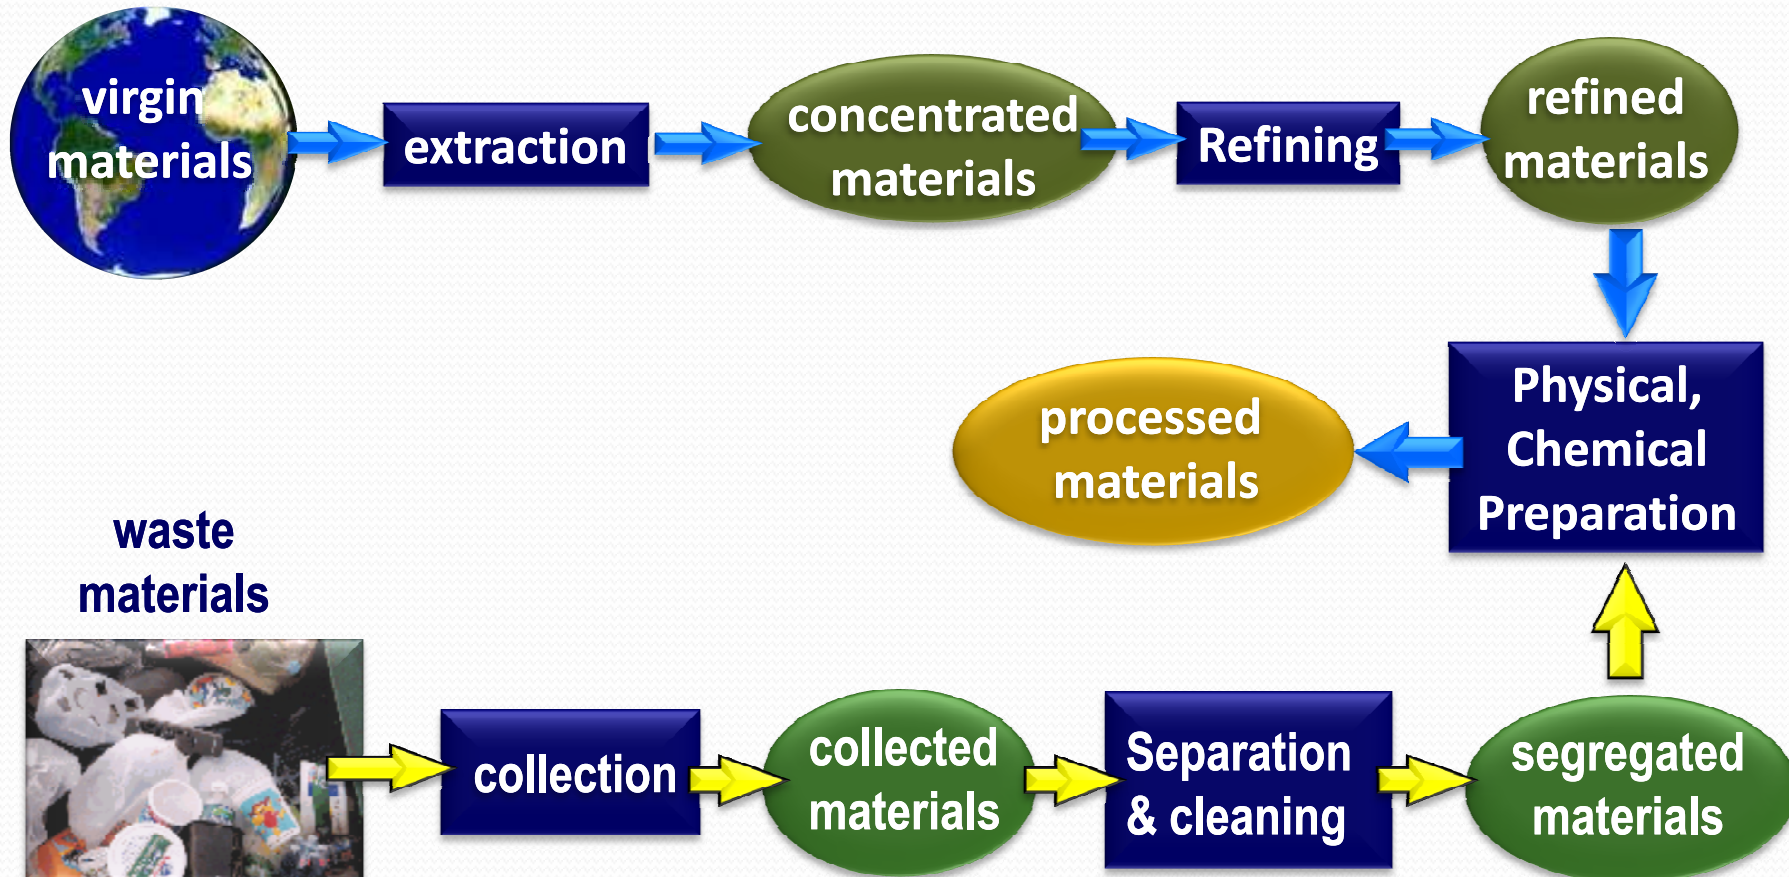 virgin
materials
extraction
concentrated
materials
Refining
refined
materials
Physical,
Chemical
Preparation
processed
materials
waste
materials
collection
collected
materials
Separation
& cleaning
segregated
materials